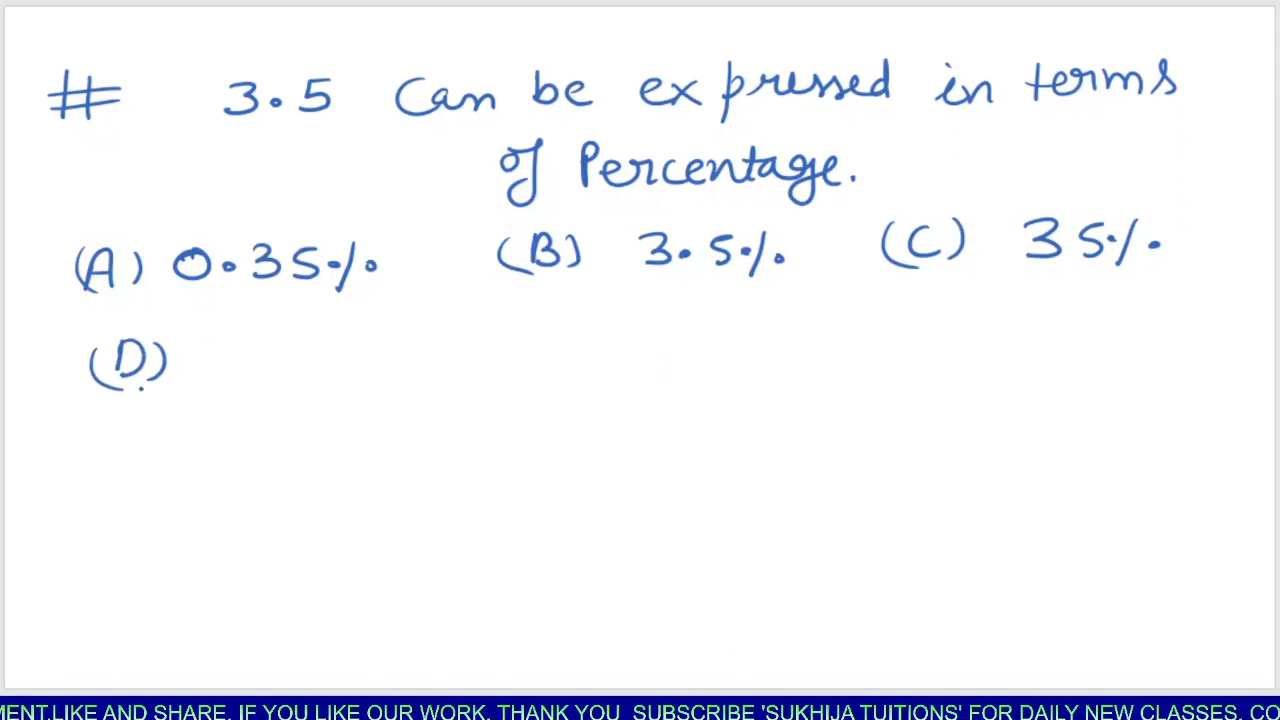 # 3.5 Can be expressed in terms
of Percentage.
(A) 0.35% (B) 3.5% (C) 35%
(D)
MENT,LIKE AND SHARE. IF YOU LIKE OUR WORK. THANK YOU SUBSCRIBE 'SUKHIJA TUITIONS' FOR DAILY NEW CLASSES. CO